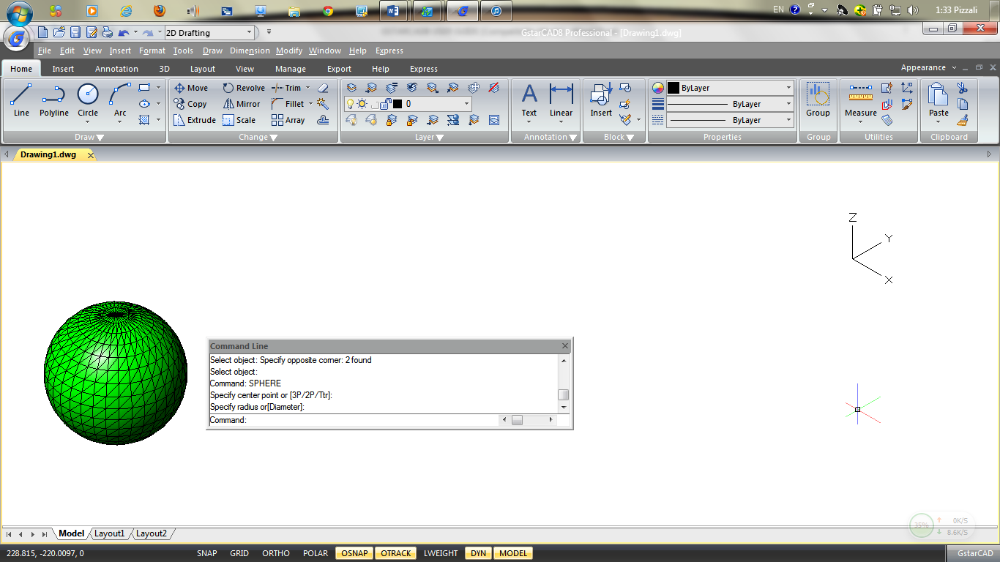 EN
1:33 Pizzali
2D Drafting
GstarCAD8 Professional - [Drawing1.dwg]
File Edit View Insert Format Tools Draw Dimension Modify Window Help Express
Home Insert Annotation 3D Layout View Manage Export Help Express Appearance
Line Polyline Circle Arc
Draw
Move Revolve Trim
Copy Mirror Fillet
Extrude Scale Array
Change
0
Layer
Text Linear
Annotation
Insert
Block
ByLayer
ByLayer
ByLayer
Properties
Group
Group
Measure
Utilities
Paste
Clipboard
Drawing1.dwg
Z
Y
X
Command Line
Select object: Specify opposite corner: 2 found
Select object:
Command: SPHERE
Specify center point or [3P/2P/Ttr]:
Specify radius or[Diameter]:
Command:
35%
0K/S
8.6K/S
Model Layout1 Layout2
228.815, -220.0097, 0
SNAP GRID ORTHO POLAR OSNAP OTRACK LWEIGHT DYN MODEL
GstarCAD